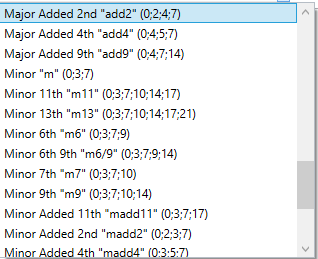 Major Added 2nd "add2" (0;2;4;7)
Major Added 4th "add4" (0;4;5;7)
Major Added 9th "add9" (0;4;7;14)
Minor "m" (0;3;7)
Minor 11th "m11" (0;3;7;10;14;17)
Minor 13th "m13" (0;3;7;10;14;17;21)
Minor 6th "m6" (0;3;7;9)
Minor 6th 9th "m6/9" (0;3;7;9;14)
Minor 7th "m7" (0;3;7;10)
Minor 9th "m9" (0;3;7;10;14)
Minor Added 11th "madd11" (0;3;7;17)
Minor Added 2nd "madd2" (0;2;3;7)
Minor Added 4th "madd4" (0;3;5;7)